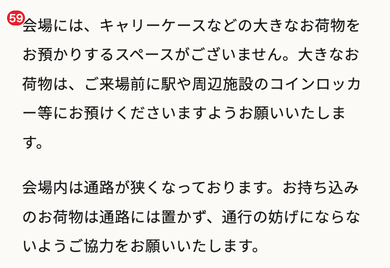 59
会場には、キャリーケースなどの大きなお荷物を
お預かりするスペースがございません。大きなお
荷物は、ご来場前に駅や周辺施設のコインロッカ
ー等にお預けくださいますようお願いいたしま
す。
会場内は通路が狭くなっております。お持ち込み
のお荷物は通路には置かず、通行の妨げにならな
いようご協力をお願いいたします。